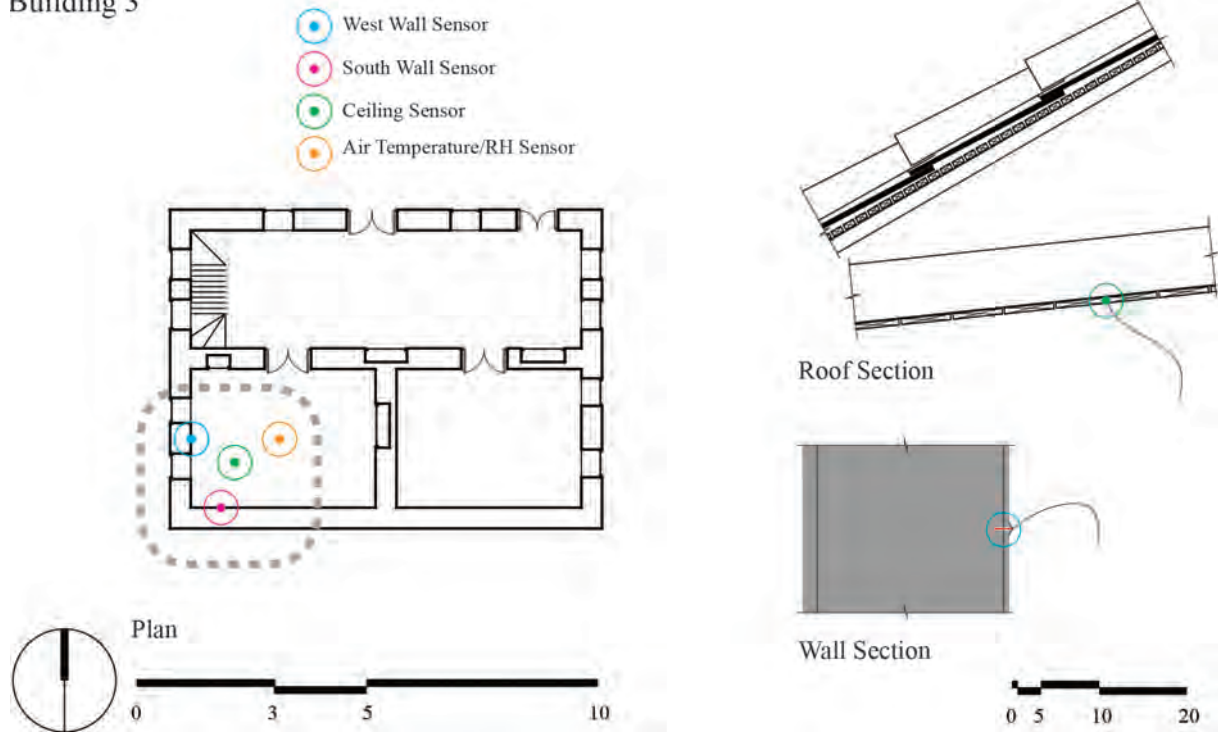 Building 3
West Wall Sensor
South Wall Sensor
Ceiling Sensor
Air Temperature/RH Sensor
Roof Section
Plan
0 3 5 10
Wall Section
0 5 10 20